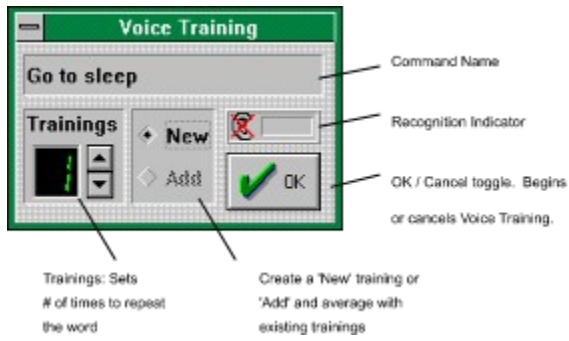 Voice Training
Go to sleep
Command Name
Trainings
New
Recognition Indicator
1
Add
OK
OK / Cancel toggle. Begins
or cancels Voice Training.
Trainings: Sets
# of times to repeat
the word
Create a 'New' training or
'Add' and average with
existing trainings